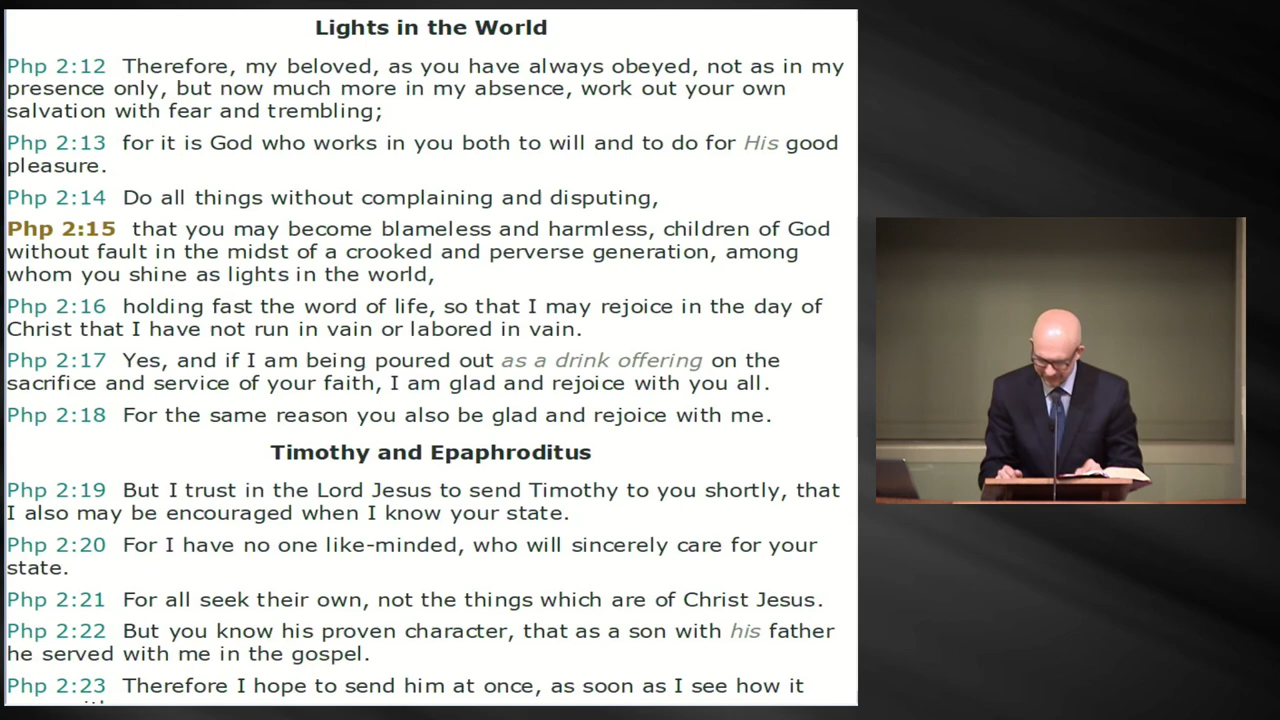 Lights in the World
Php 2:12 Therefore, my beloved, as you have always obeyed, not as in my
presence only, but now much more in my absence, work out your own
salvation with fear and trembling;
Php 2:13 for it is God who works in you both to will and to do for His good
pleasure.
Php 2:14 Do all things without complaining and disputing,
Php 2:15 that you may become blameless and harmless, children of God
without fault in the midst of a crooked and perverse generation, among
whom you shine as lights in the world,
Php 2:16 holding fast the word of life, so that I may rejoice in the day of
Christ that I have not run in vain or labored in vain.
Php 2:17 Yes, and if I am being poured out as a drink offering on the
sacrifice and service of your faith, I am glad and rejoice with you all.
Php 2:18 For the same reason you also be glad and rejoice with me.
Timothy and Epaphroditus
Php 2:19 But I trust in the Lord Jesus to send Timothy to you shortly, that
I also may be encouraged when I know your state.
Php 2:20 For I have no one like-minded, who will sincerely care for your
state.
Php 2:21 For all seek their own, not the things which are of Christ Jesus.
Php 2:22 But you know his proven character, that as a son with his father
he served with me in the gospel.
Php 2:23 Therefore I hope to send him at once, as soon as I see how it